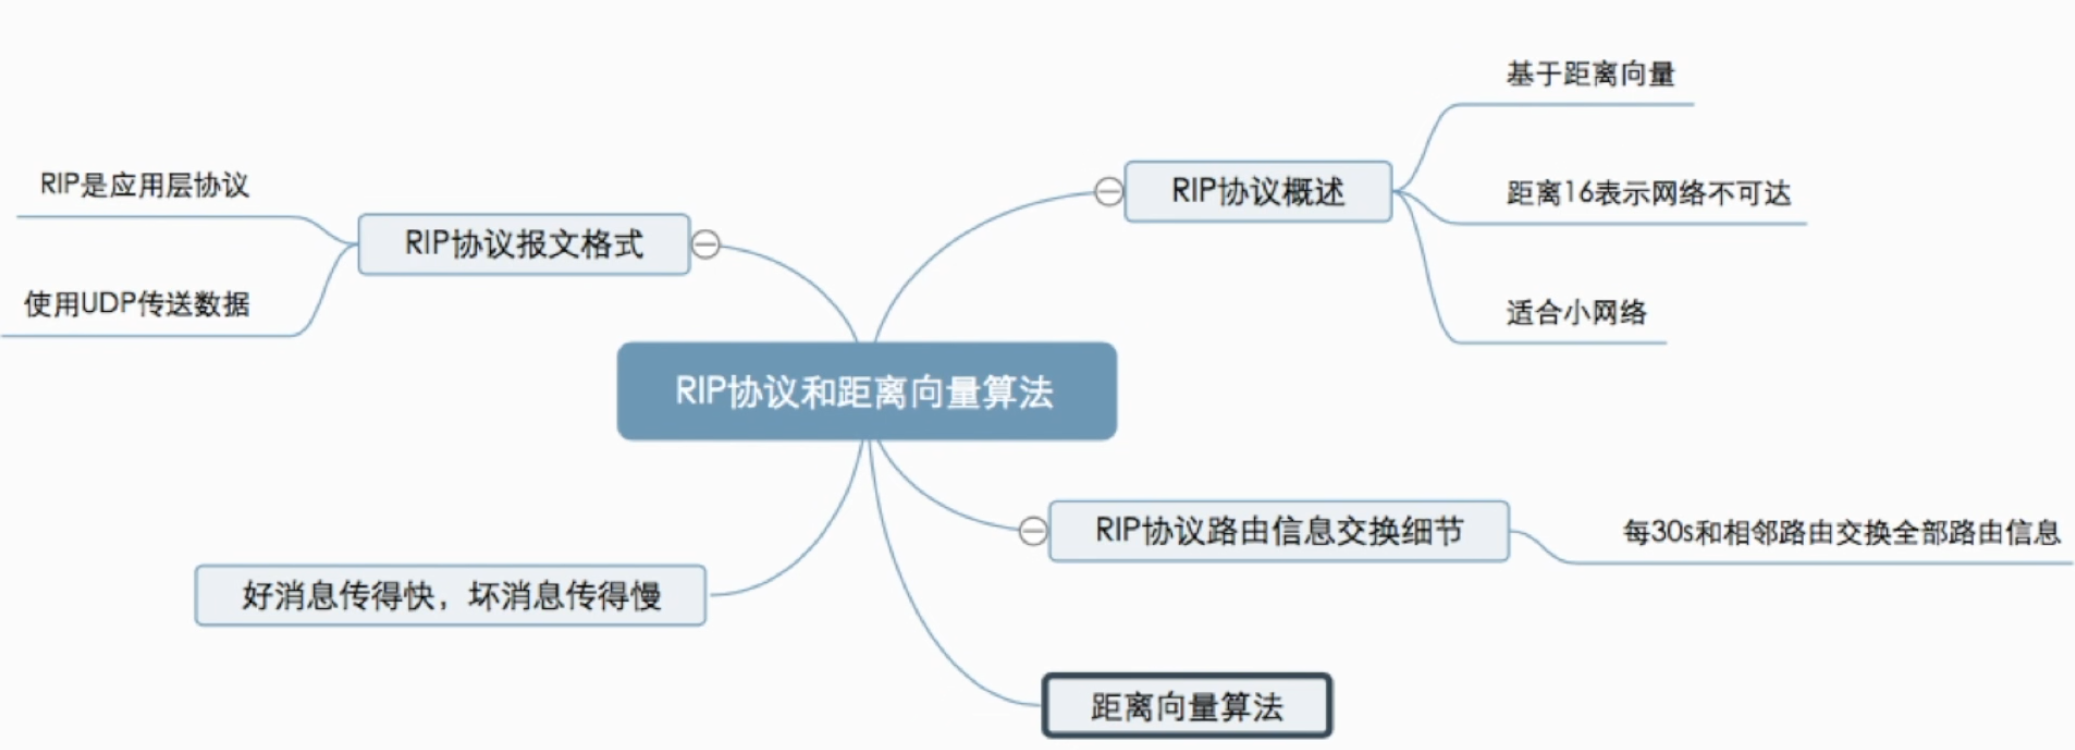 基于距离向量
RIP是应用层协议
RIP协议概述
距离16表示网络不可达
RIP协议报文格式
使用UDP传送数据
适合小网络
RIP协议和距离向量算法
RIP协议路由信息交换细节
每30s和相邻路由交换全部路由信息
好消息传得快，坏消息传得慢
距离向量算法